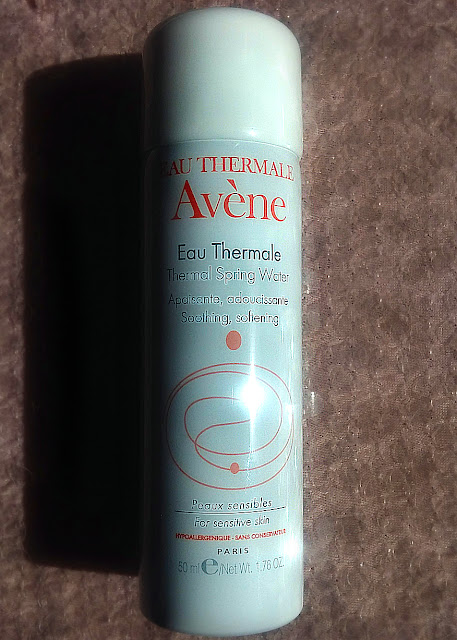 EAU THERMALE
Avène
Eau Thermale
Thermal Spring Water
Apaisante, adoucissante
Soothing, softening
Peaux sensibles
For sensitive skin
HYPOALLERGENIQUE - SANS CONSERVATEUR
PARIS
50 ml e/Net Wt. 1.76 OZ.